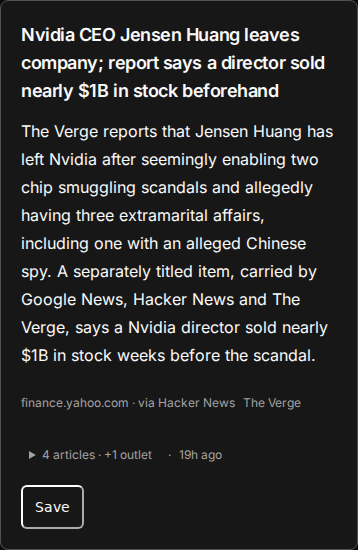 Nvidia CEO Jensen Huang leaves
company; report says a director sold
nearly $1B in stock beforehand
The Verge reports that Jensen Huang has
left Nvidia after seemingly enabling two
chip smuggling scandals and allegedly
having three extramarital affairs,
including one with an alleged Chinese
spy. A separately titled item, carried by
Google News, Hacker News and The
Verge, says a Nvidia director sold nearly
$1B in stock weeks before the scandal.
finance.yahoo.com · via Hacker News The Verge
▶ 4 articles · +1 outlet · 19h ago
Save